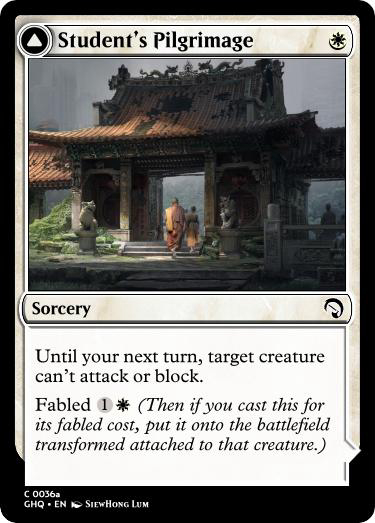 Student's Pilgrimage
Sorcery
Until your next turn, target creature
can't attack or block.
Fabled 1 (Then if you cast this for
its fabled cost, put it onto the battlefield
transformed attached to that creature.)
C 0036a
GHQ • EN SiewHong Lum